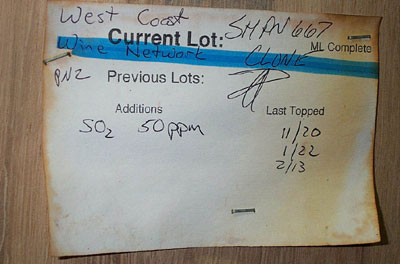 West Coast
Current Lot: SHAN 667
ML Complete
Wine Network CLONE
PN2 Previous Lots:
Additions Last Topped
SO2 50ppm 11/20
1/22
2/13